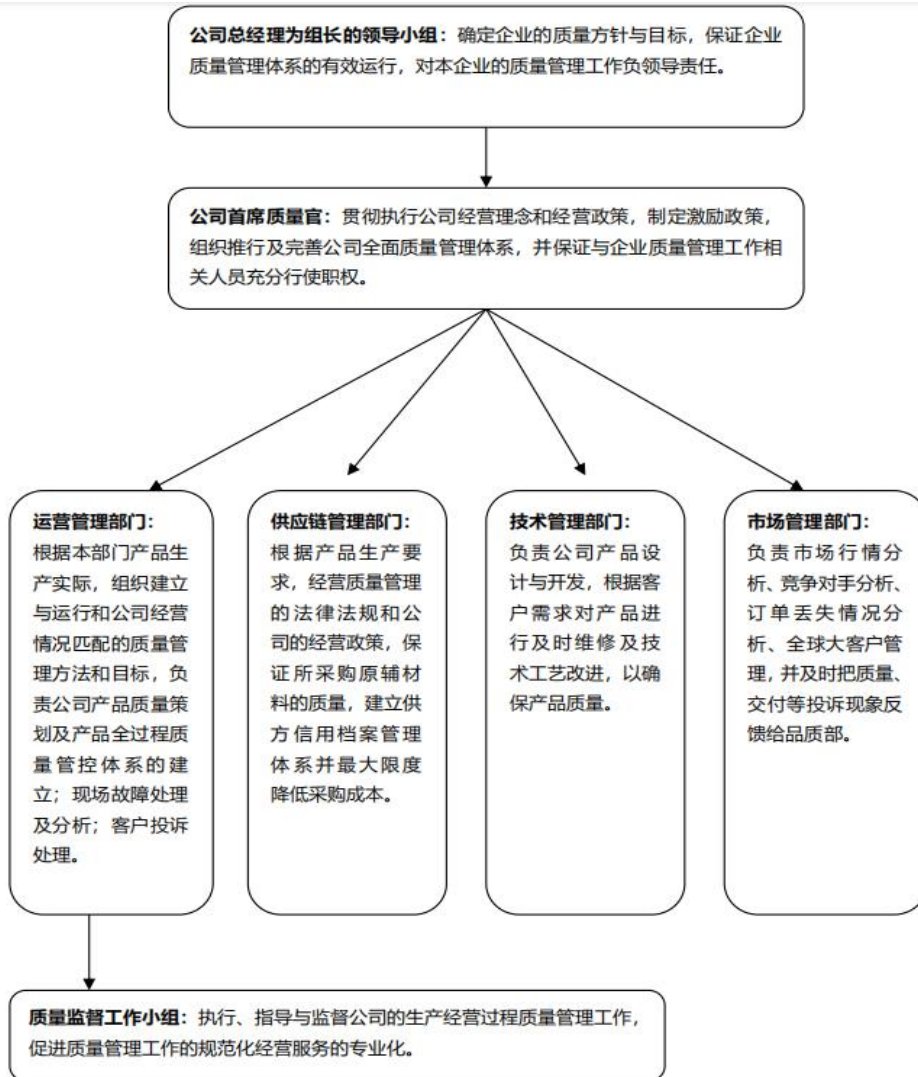 公司总经理为组长的领导小组：确定企业的质量方针与目标，保证企业
质量管理体系的有效运行，对本企业的质量管理工作负领导责任。
公司首席质量官：贯彻执行公司经营理念和经营政策，制定激励政策，
组织推行及完善公司全面质量管理体系，并保证与企业质量管理工作相
关人员充分行使职权。
运营管理部门：
根据本部门产品生
产实际，组织建立
与运行和公司经营
情况匹配的质量管
理方法和目标，负
责公司产品质量策
划及产品全过程质
量管控体系的建
立；现场故障处理
及分析；客户投诉
处理。
供应链管理部门：
根据产品生产要
求，经营质量管理
的法律法规和公
司的经营政策，保
证所采购原辅材
料的质量，建立供
方信用档案管理
体系并最大限度
降低采购成本。
技术管理部门：
负责公司产品设
计与开发，根据客
户需求对产品进
行及时维修及技
术工艺改进，以确
保产品质量。
市场管理部门：
负责市场行情分
析、竞争对手分析、
订单丢失情况分
析、全球大客户管
理，并及时把质量、
交付等投诉现象反
馈给品质部。
质量监督工作小组：执行、指导与监督公司的生产经营过程质量管理工作，
促进质量管理工作的规范化经营服务的专业化。